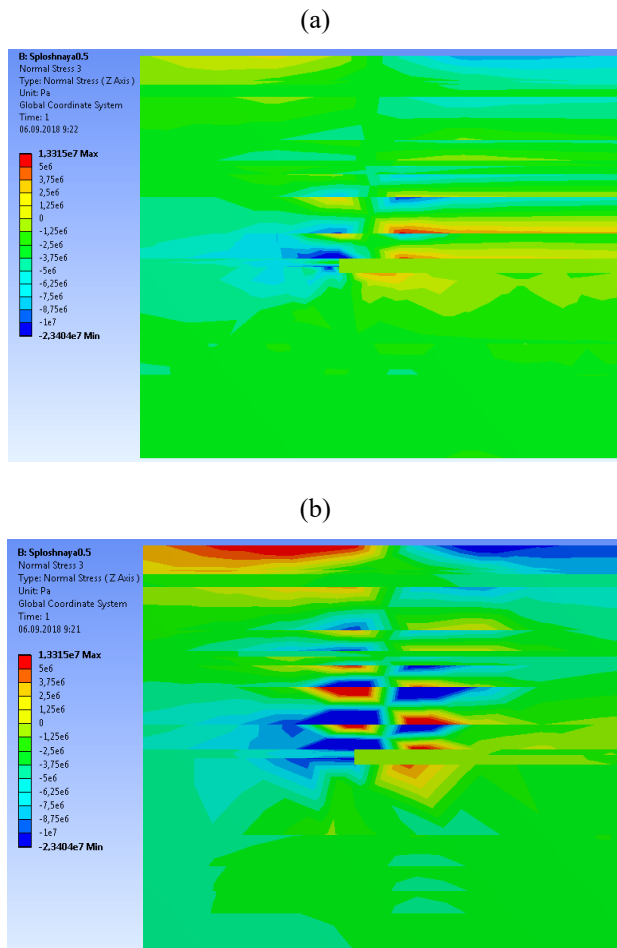 (a)
B: Sploshnaya0.5
Normal Stress 3
Type: Normal Stress ( Z Axis )
Unit: Pa
Global Coordinate System
Time: 1
06.09.2018 9:22
1,3315e7 Max
5e6
3,75e6
2,5e6
1,25e6
0
-1,25e6
-2,5e6
-3,75e6
-5e6
-6,25e6
-7,5e6
-8,75e6
-1e7
-2,3404e7 Min
(b)
B: Sploshnaya0.5
Normal Stress 3
Type: Normal Stress ( Z Axis )
Unit: Pa
Global Coordinate System
Time: 1
06.09.2018 9:21
1,3315e7 Max
5e6
3,75e6
2,5e6
1,25e6
0
-1,25e6
-2,5e6
-3,75e6
-5e6
-6,25e6
-7,5e6
-8,75e6
-1e7
-2,3404e7 Min